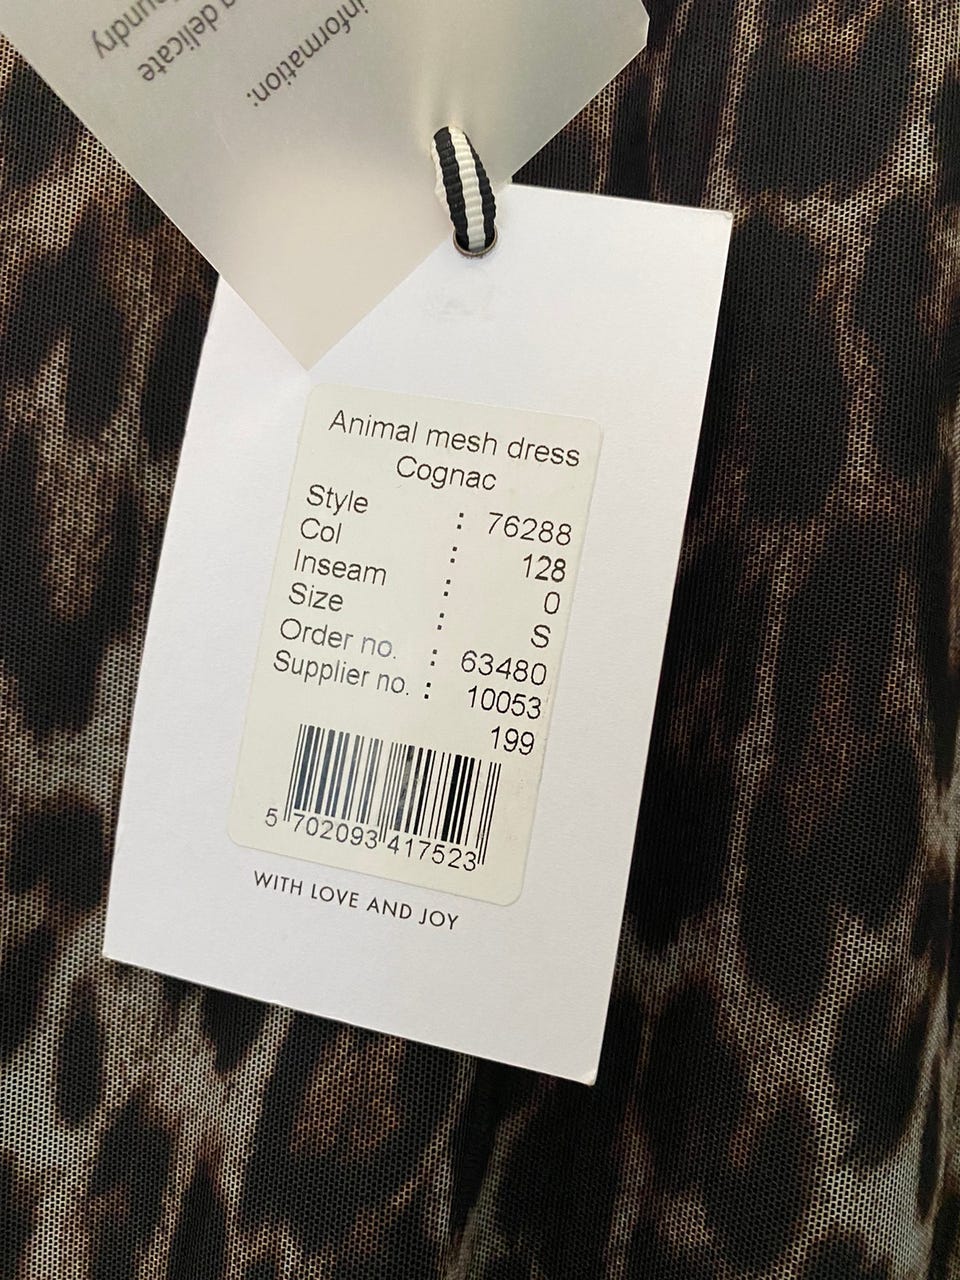 information:
delicate
Animal mesh dress
Cognac
Style : 76288
Col : 128
Inseam : 0
Size : S
Order no. : 63480
Supplier no. : 10053
199
5 702093 417523
WITH LOVE AND JOY